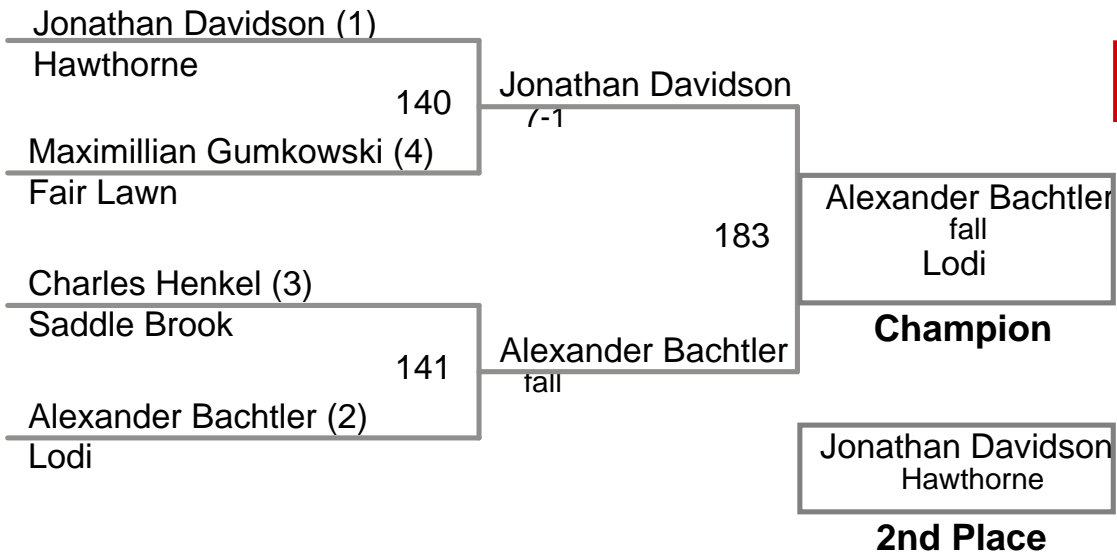 Jonathan Davidson (1)
Hawthorne
140
Maximillian Gumkowski (4)
Fair Lawn
Charles Henkel (3)
Saddle Brook
141
Alexander Bachtler (2)
Lodi
Jonathan Davidson
7-1
183
Alexander Bachtler
fall
Alexander Bachtler
fall
Lodi
Champion
Jonathan Davidson
Hawthorne
2nd Place